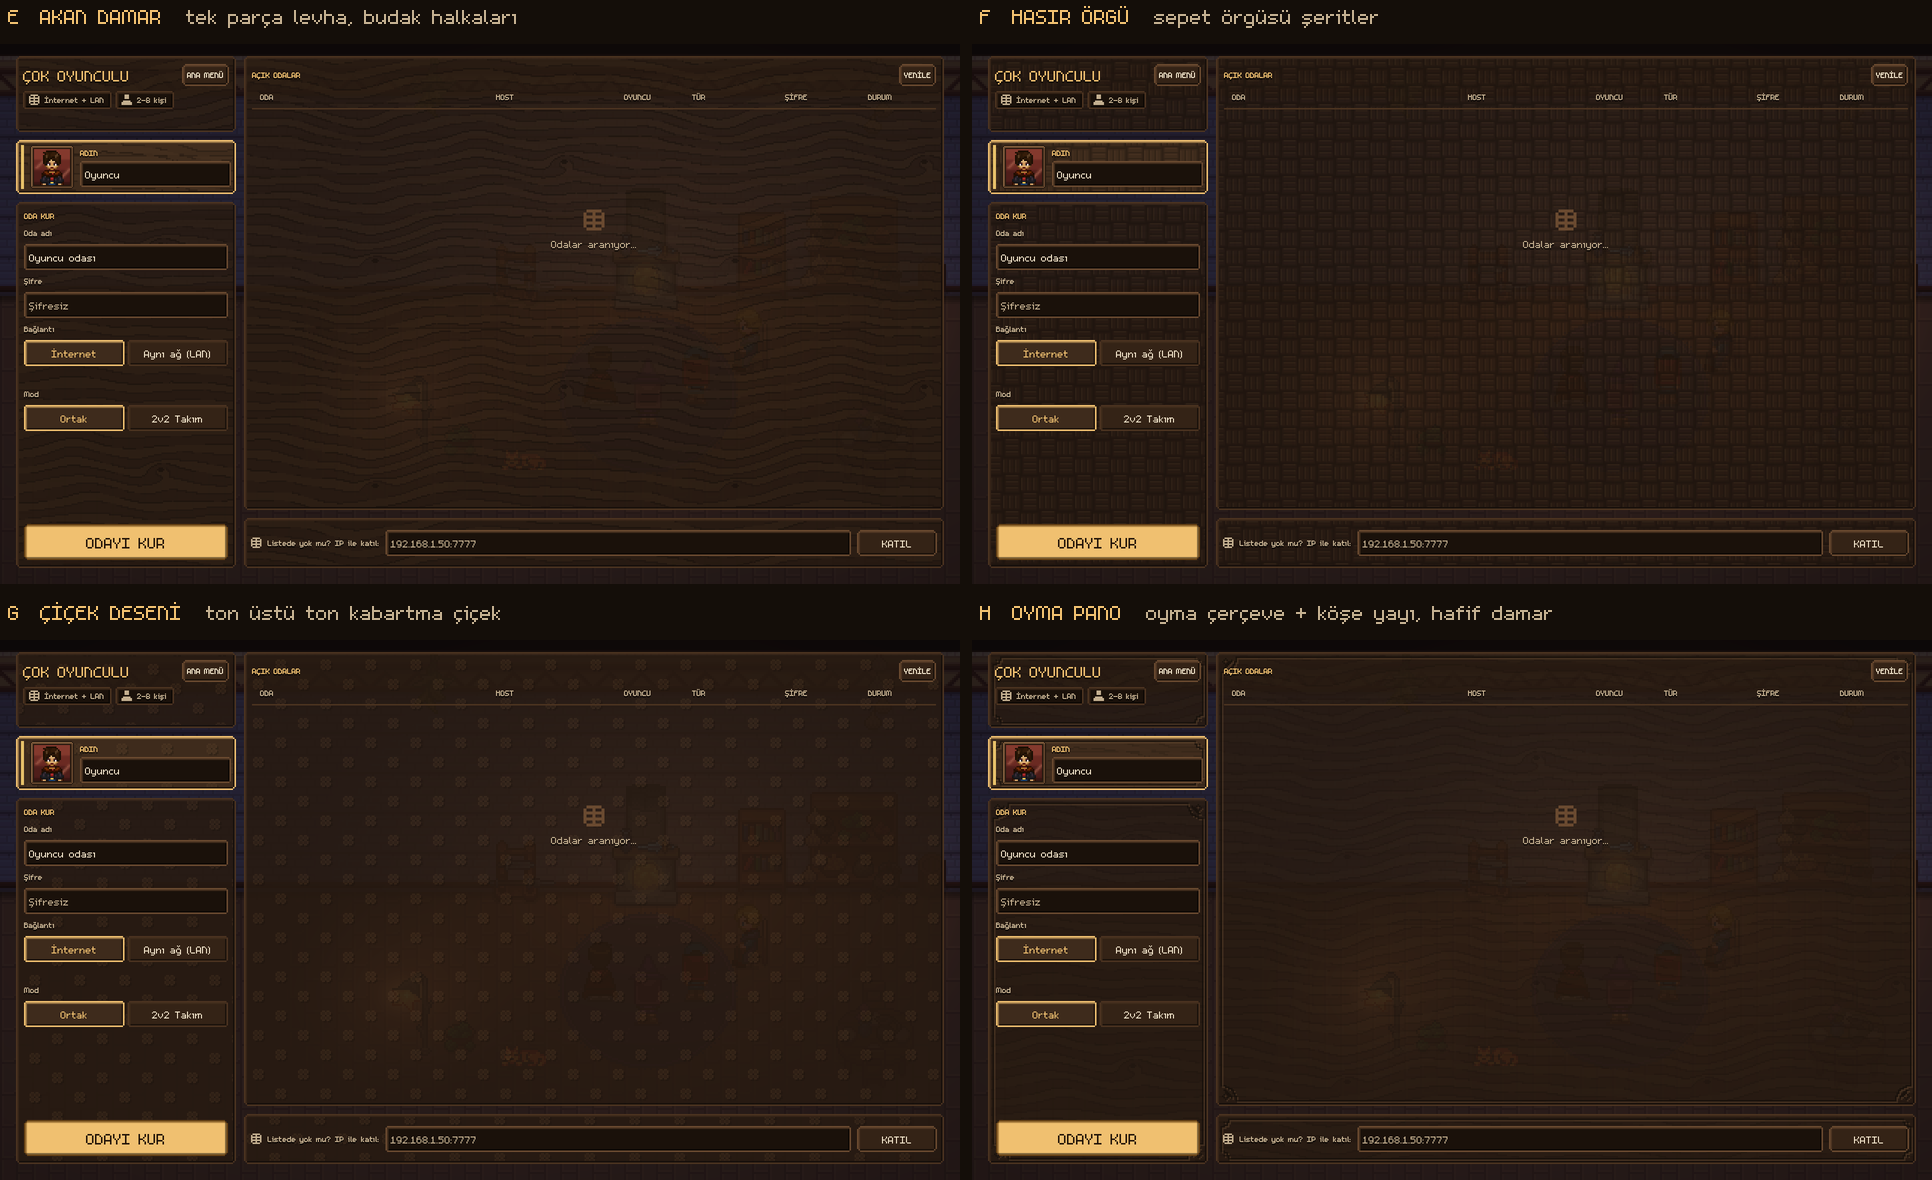 E AKAN DAMAR tek parça levha, budak halkaları
ÇOK OYUNCULU
ANA MENÜ
İnternet + LAN
2-8 kişi
ADIN
Oyuncu
ODA KUR
Oda adı
Oyuncu odası
Şifre
Şifresiz
Bağlantı
İnternet
Aynı ağ (LAN)
Mod
Ortak
2v2 Takım
ODAYI KUR
AÇIK ODALAR
YENİLE
ODA HOST OYUNCU TÜR ŞİFRE DURUM
Odalar aranıyor...
Listede yok mu? IP ile katıl:
192.168.1.50:7777
KATIL
F HASIR ÖRGÜ sepet örgüsü şeritler
ÇOK OYUNCULU
ANA MENÜ
İnternet + LAN
2-8 kişi
ADIN
Oyuncu
ODA KUR
Oda adı
Oyuncu odası
Şifre
Şifresiz
Bağlantı
İnternet
Aynı ağ (LAN)
Mod
Ortak
2v2 Takım
ODAYI KUR
AÇIK ODALAR
YENİLE
ODA HOST OYUNCU TÜR ŞİFRE DURUM
Odalar aranıyor...
Listede yok mu? IP ile katıl:
192.168.1.50:7777
KATIL
G ÇİÇEK DESENİ ton üstü ton kabartma çiçek
ÇOK OYUNCULU
ANA MENÜ
İnternet + LAN
2-8 kişi
ADIN
Oyuncu
ODA KUR
Oda adı
Oyuncu odası
Şifre
Şifresiz
Bağlantı
İnternet
Aynı ağ (LAN)
Mod
Ortak
2v2 Takım
ODAYI KUR
AÇIK ODALAR
YENİLE
ODA HOST OYUNCU TÜR ŞİFRE DURUM
Odalar aranıyor...
Listede yok mu? IP ile katıl:
192.168.1.50:7777
KATIL
H OYMA PANO oyma çerçeve + köşe yayı, hafif damar
ÇOK OYUNCULU
ANA MENÜ
İnternet + LAN
2-8 kişi
ADIN
Oyuncu
ODA KUR
Oda adı
Oyuncu odası
Şifre
Şifresiz
Bağlantı
İnternet
Aynı ağ (LAN)
Mod
Ortak
2v2 Takım
ODAYI KUR
AÇIK ODALAR
YENİLE
ODA HOST OYUNCU TÜR ŞİFRE DURUM
Odalar aranıyor...
Listede yok mu? IP ile katıl:
192.168.1.50:7777
KATIL